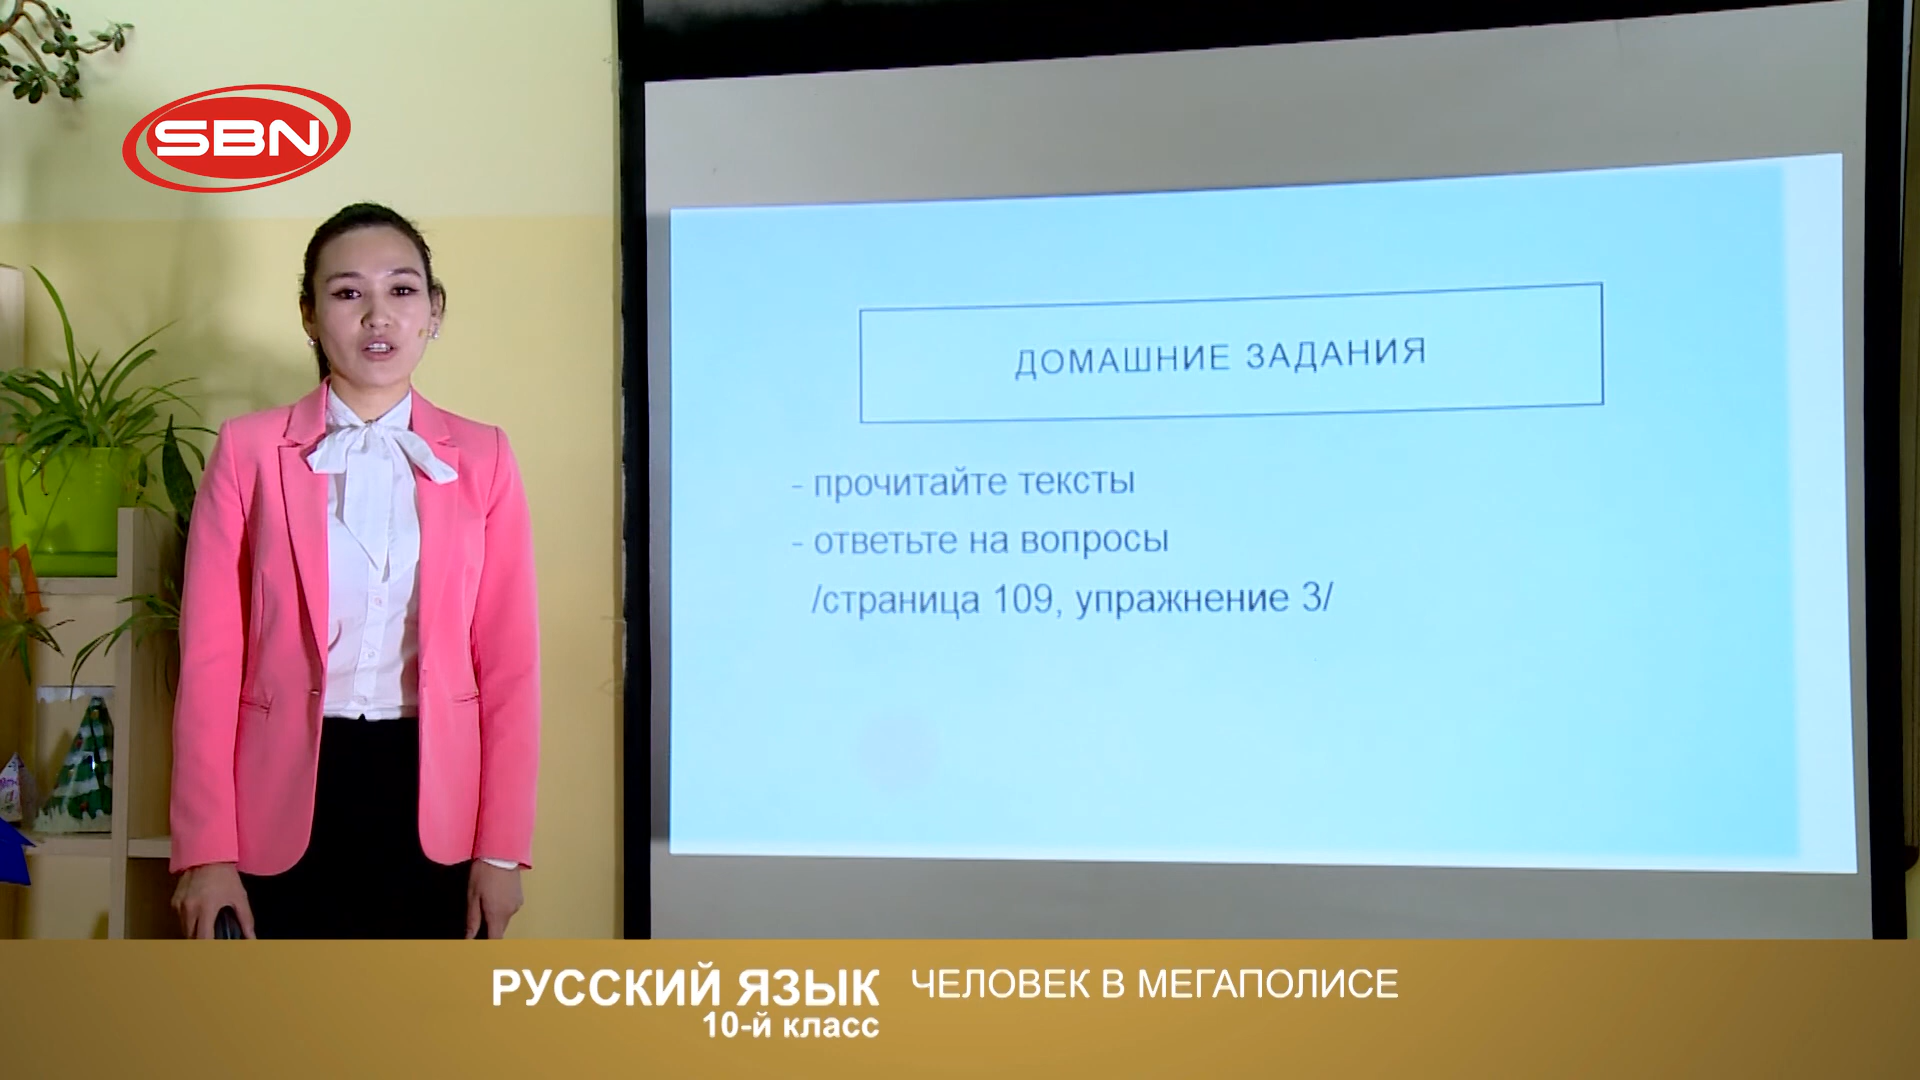 SBN
ДОМАШНИЕ ЗАДАНИЯ
- прочитайте тексты
- ответьте на вопросы
/страница 109, упражнение 3/
РУССКИЙ ЯЗЫК
10-й класс
ЧЕЛОВЕК В МЕГАПОЛИСЕ